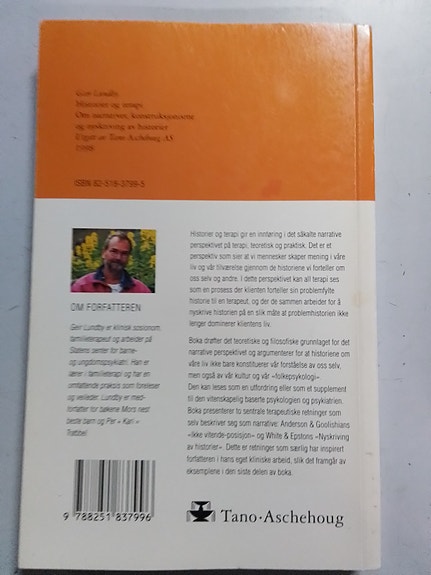 Geir Lundby
Historier og terapi
Om narrativer, konstruksjonisme
og nyskriving av historier
Utgitt av Tano Aschehoug AS
1998
ISBN 82-518-3799-5
OM FORFATTEREN
Geir Lundby er klinisk sosionom,
familieterapeut og arbeider på
Statens senter for barne-
og ungdomspsykiatri. Han er
lærer i familieterapi og har en
omfattende praksis som foreleser
og veileder. Lundby er med-
forfatter for bøkene Mors nest
beste barn og Per + Kari =
Trøbbel
Historier og terapi gir en innføring i det såkalte narrative
perspektivet på terapi, teoretisk og praktisk. Det er et
perspektiv som sier at vi mennesker skaper mening i våre
liv og vår tilværelse gjennom de historiene vi forteller om
oss selv og andre. I dette perspektivet kan all terapi ses
som en prosess der klienten forteller sin problemfylte
historie til en terapeut, og der de sammen arbeider for å
nyskrive historien på en slik måte at problemhistorien ikke
lenger dominerer klientens liv.
Boka drøfter det teoretiske og filosofiske grunnlaget for det
narrative perspektivet og argumenterer for at historiene om
våre liv ikke bare konstituerer vår forståelse av oss selv,
men også av vår kultur og vår «folkepsykologi».
Den kan leses som en utfordring eller som et supplement
til den vitenskapelig baserte psykologien og psykiatrien.
Boka presenterer to sentrale terapeutiske retninger som
selv beskriver seg som narrative: Anderson & Goolishians
«Ikke vitende-posisjon» og White & Epstons «Nyskriving
av historier». Dette er retninger som særlig har inspirert
forfatteren i hans eget kliniske arbeid, slik det framgår av
eksemplene i den siste delen av boka.
9 788251 837996
Tano·Aschehoug